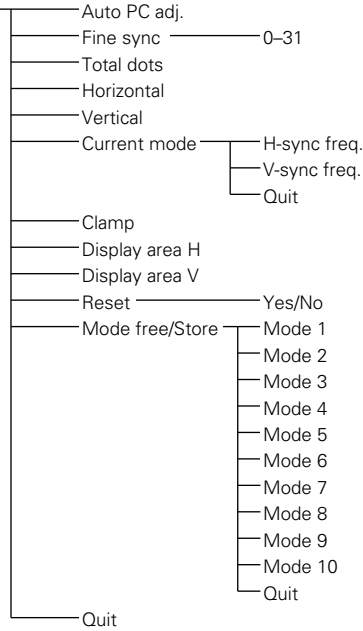 Auto PC adj.
Fine sync 0–31
Total dots
Horizontal
Vertical
Current mode H-sync freq.
V-sync freq.
Quit
Clamp
Display area H
Display area V
Reset Yes/No
Mode free/Store Mode 1
Mode 2
Mode 3
Mode 4
Mode 5
Mode 6
Mode 7
Mode 8
Mode 9
Mode 10
Quit
Quit